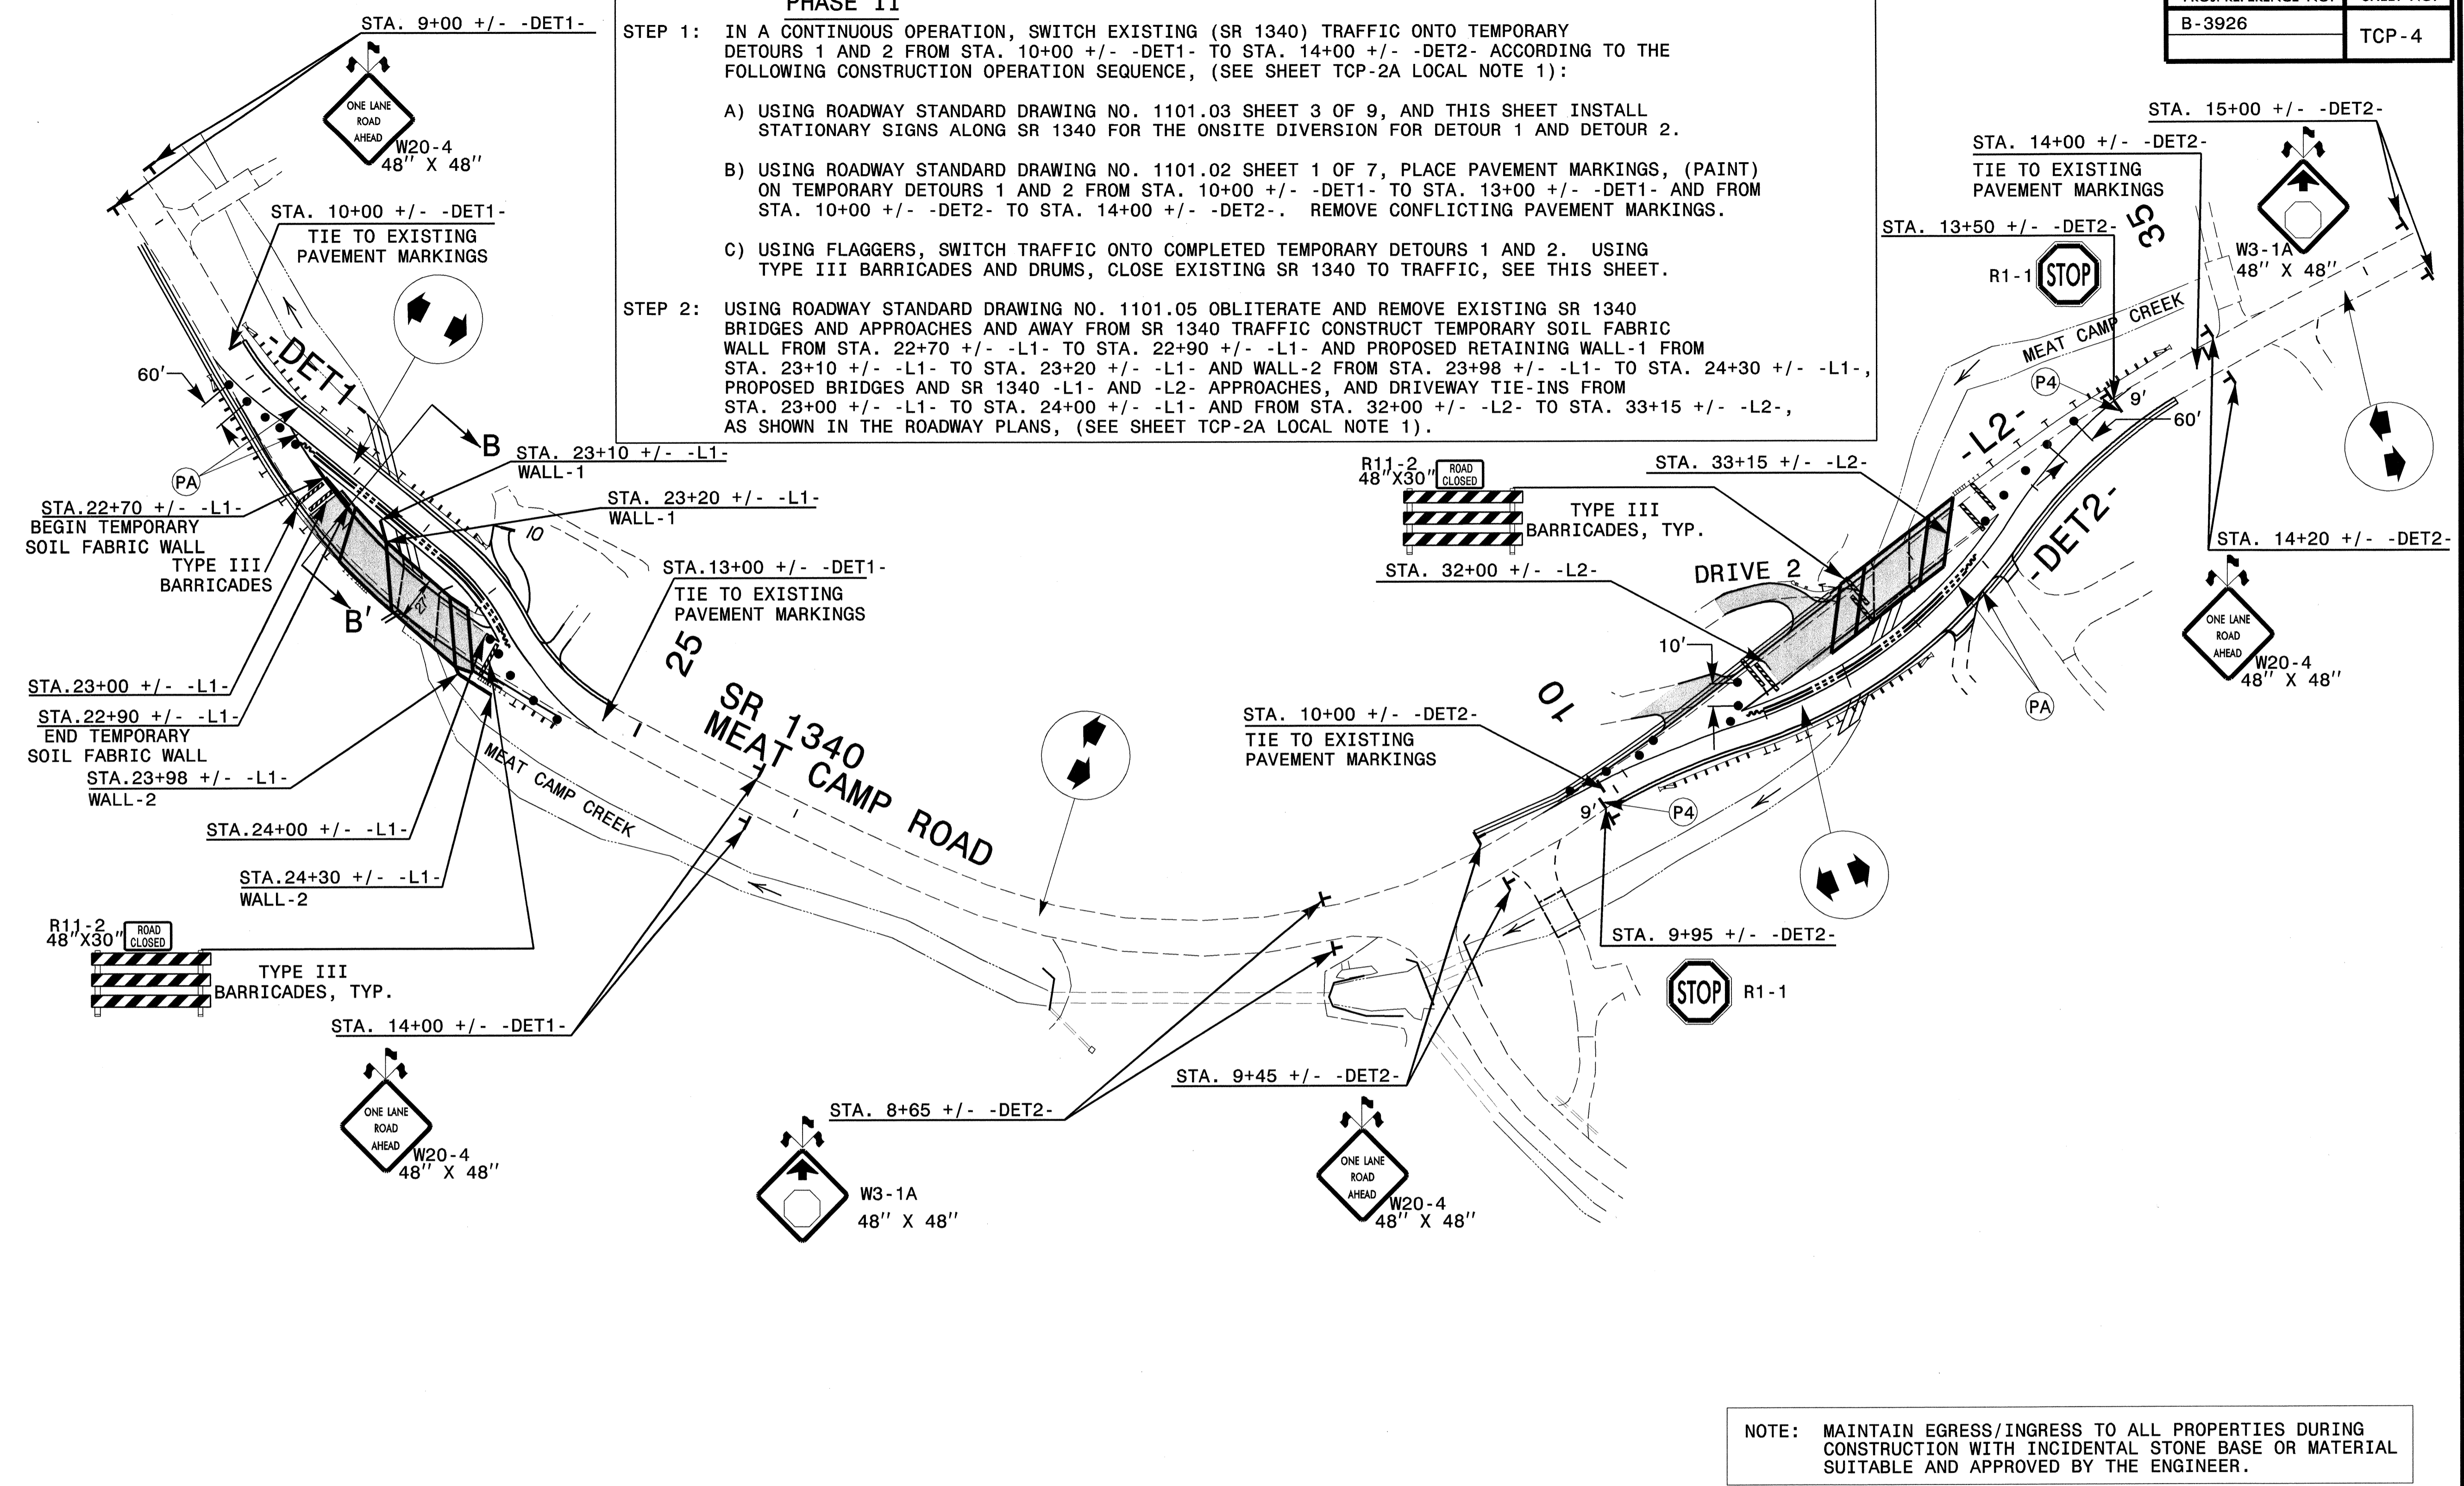 PHASE II
STEP 1: IN A CONTINUOUS OPERATION, SWITCH EXISTING (SR 1340) TRAFFIC ONTO TEMPORARY
DETOURS 1 AND 2 FROM STA. 10+00 +/- -DET1- TO STA. 14+00 +/- -DET2- ACCORDING TO THE
FOLLOWING CONSTRUCTION OPERATION SEQUENCE, (SEE SHEET TCP-2A LOCAL NOTE 1):
A) USING ROADWAY STANDARD DRAWING NO. 1101.03 SHEET 3 OF 9, AND THIS SHEET INSTALL
STATIONARY SIGNS ALONG SR 1340 FOR THE ONSITE DIVERSION FOR DETOUR 1 AND DETOUR 2.
B) USING ROADWAY STANDARD DRAWING NO. 1101.02 SHEET 1 OF 7, PLACE PAVEMENT MARKINGS, (PAINT)
ON TEMPORARY DETOURS 1 AND 2 FROM STA. 10+00 +/- -DET1- TO STA. 13+00 +/- -DET1- AND FROM
STA. 10+00 +/- -DET2- TO STA. 14+00 +/- -DET2-. REMOVE CONFLICTING PAVEMENT MARKINGS.
C) USING FLAGGERS, SWITCH TRAFFIC ONTO COMPLETED TEMPORARY DETOURS 1 AND 2. USING
TYPE III BARRICADES AND DRUMS, CLOSE EXISTING SR 1340 TO TRAFFIC, SEE THIS SHEET.
STEP 2: USING ROADWAY STANDARD DRAWING NO. 1101.05 OBLITERATE AND REMOVE EXISTING SR 1340
BRIDGES AND APPROACHES AND AWAY FROM SR 1340 TRAFFIC CONSTRUCT TEMPORARY SOIL FABRIC
WALL FROM STA. 22+70 +/- -L1- TO STA. 22+90 +/- -L1- AND PROPOSED RETAINING WALL-1 FROM
STA. 23+10 +/- -L1- TO STA. 23+20 +/- -L1- AND WALL-2 FROM STA. 23+98 +/- -L1- TO STA. 24+30 +/- -L1-,
PROPOSED BRIDGES AND SR 1340 -L1- AND -L2- APPROACHES, AND DRIVEWAY TIE-INS FROM
STA. 23+00 +/- -L1- TO STA. 24+00 +/- -L1- AND FROM STA. 32+00 +/- -L2- TO STA. 33+15 +/- -L2-,
AS SHOWN IN THE ROADWAY PLANS, (SEE SHEET TCP-2A LOCAL NOTE 1).
B-3926
TCP-4
STA. 9+00 +/- -DET1-
ONE LANE
ROAD
AHEAD
W20-4
48" X 48"
STA. 10+00 +/- -DET1-
TIE TO EXISTING
PAVEMENT MARKINGS
-DET1-
60'
PA
B
STA. 23+10 +/- -L1-
WALL-1
STA. 23+20 +/- -L1-
WALL-1
10
STA.22+70 +/- -L1-
BEGIN TEMPORARY
SOIL FABRIC WALL
TYPE III
BARRICADES
B'
27'
STA.13+00 +/- -DET1-
TIE TO EXISTING
PAVEMENT MARKINGS
25
SR 1340
MEAT CAMP ROAD
STA.23+00 +/- -L1-
STA.22+90 +/- -L1-
END TEMPORARY
SOIL FABRIC WALL
STA.23+98 +/- -L1-
WALL-2
MEAT CAMP CREEK
STA.24+00 +/- -L1-
STA.24+30 +/- -L1-
WALL-2
R11-2
48"X30"
ROAD
CLOSED
TYPE III
BARRICADES, TYP.
STA. 14+00 +/- -DET1-
ONE LANE
ROAD
AHEAD
W20-4
48" X 48"
STA. 8+65 +/- -DET2-
W3-1A
48" X 48"
STA. 9+45 +/- -DET2-
ONE LANE
ROAD
AHEAD
W20-4
48" X 48"
STA. 15+00 +/- -DET2-
STA. 14+00 +/- -DET2-
TIE TO EXISTING
PAVEMENT MARKINGS
35
W3-1A
48" X 48"
STA. 13+50 +/- -DET2-
R1-1
STOP
MEAT CAMP CREEK
P4
9'
60'
-L2-
-DET2-
R11-2
48"X30"
ROAD
CLOSED
STA. 33+15 +/- -L2-
TYPE III
BARRICADES, TYP.
STA. 32+00 +/- -L2-
DRIVE 2
STA. 14+20 +/- -DET2-
ONE LANE
ROAD
AHEAD
W20-4
48" X 48"
10'
10
PA
STA. 10+00 +/- -DET2-
TIE TO EXISTING
PAVEMENT MARKINGS
9'
P4
STA. 9+95 +/- -DET2-
STOP
R1-1
NOTE: MAINTAIN EGRESS/INGRESS TO ALL PROPERTIES DURING
CONSTRUCTION WITH INCIDENTAL STONE BASE OR MATERIAL
SUITABLE AND APPROVED BY THE ENGINEER.